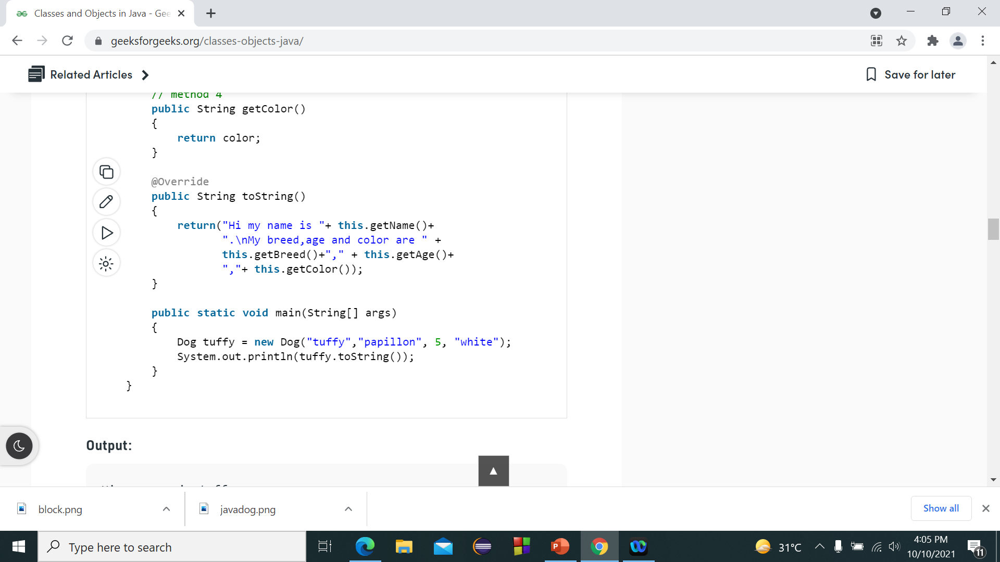 Classes and Objects in Java - Gee
geeksforgeeks.org/classes-objects-java/
Related Articles
Save for later
// method 4
public String getColor()
{
return color;
}
@Override
public String toString()
{
return("Hi my name is "+ this.getName()+
".\nMy breed,age and color are " +
this.getBreed()+"," + this.getAge()+
","+ this.getColor());
}
public static void main(String[] args)
{
Dog tuffy = new Dog("tuffy","papillon", 5, "white");
System.out.println(tuffy.toString());
}
}
Output:
block.png
javadog.png
Show all
Type here to search
31°C
4:05 PM
10/10/2021
11